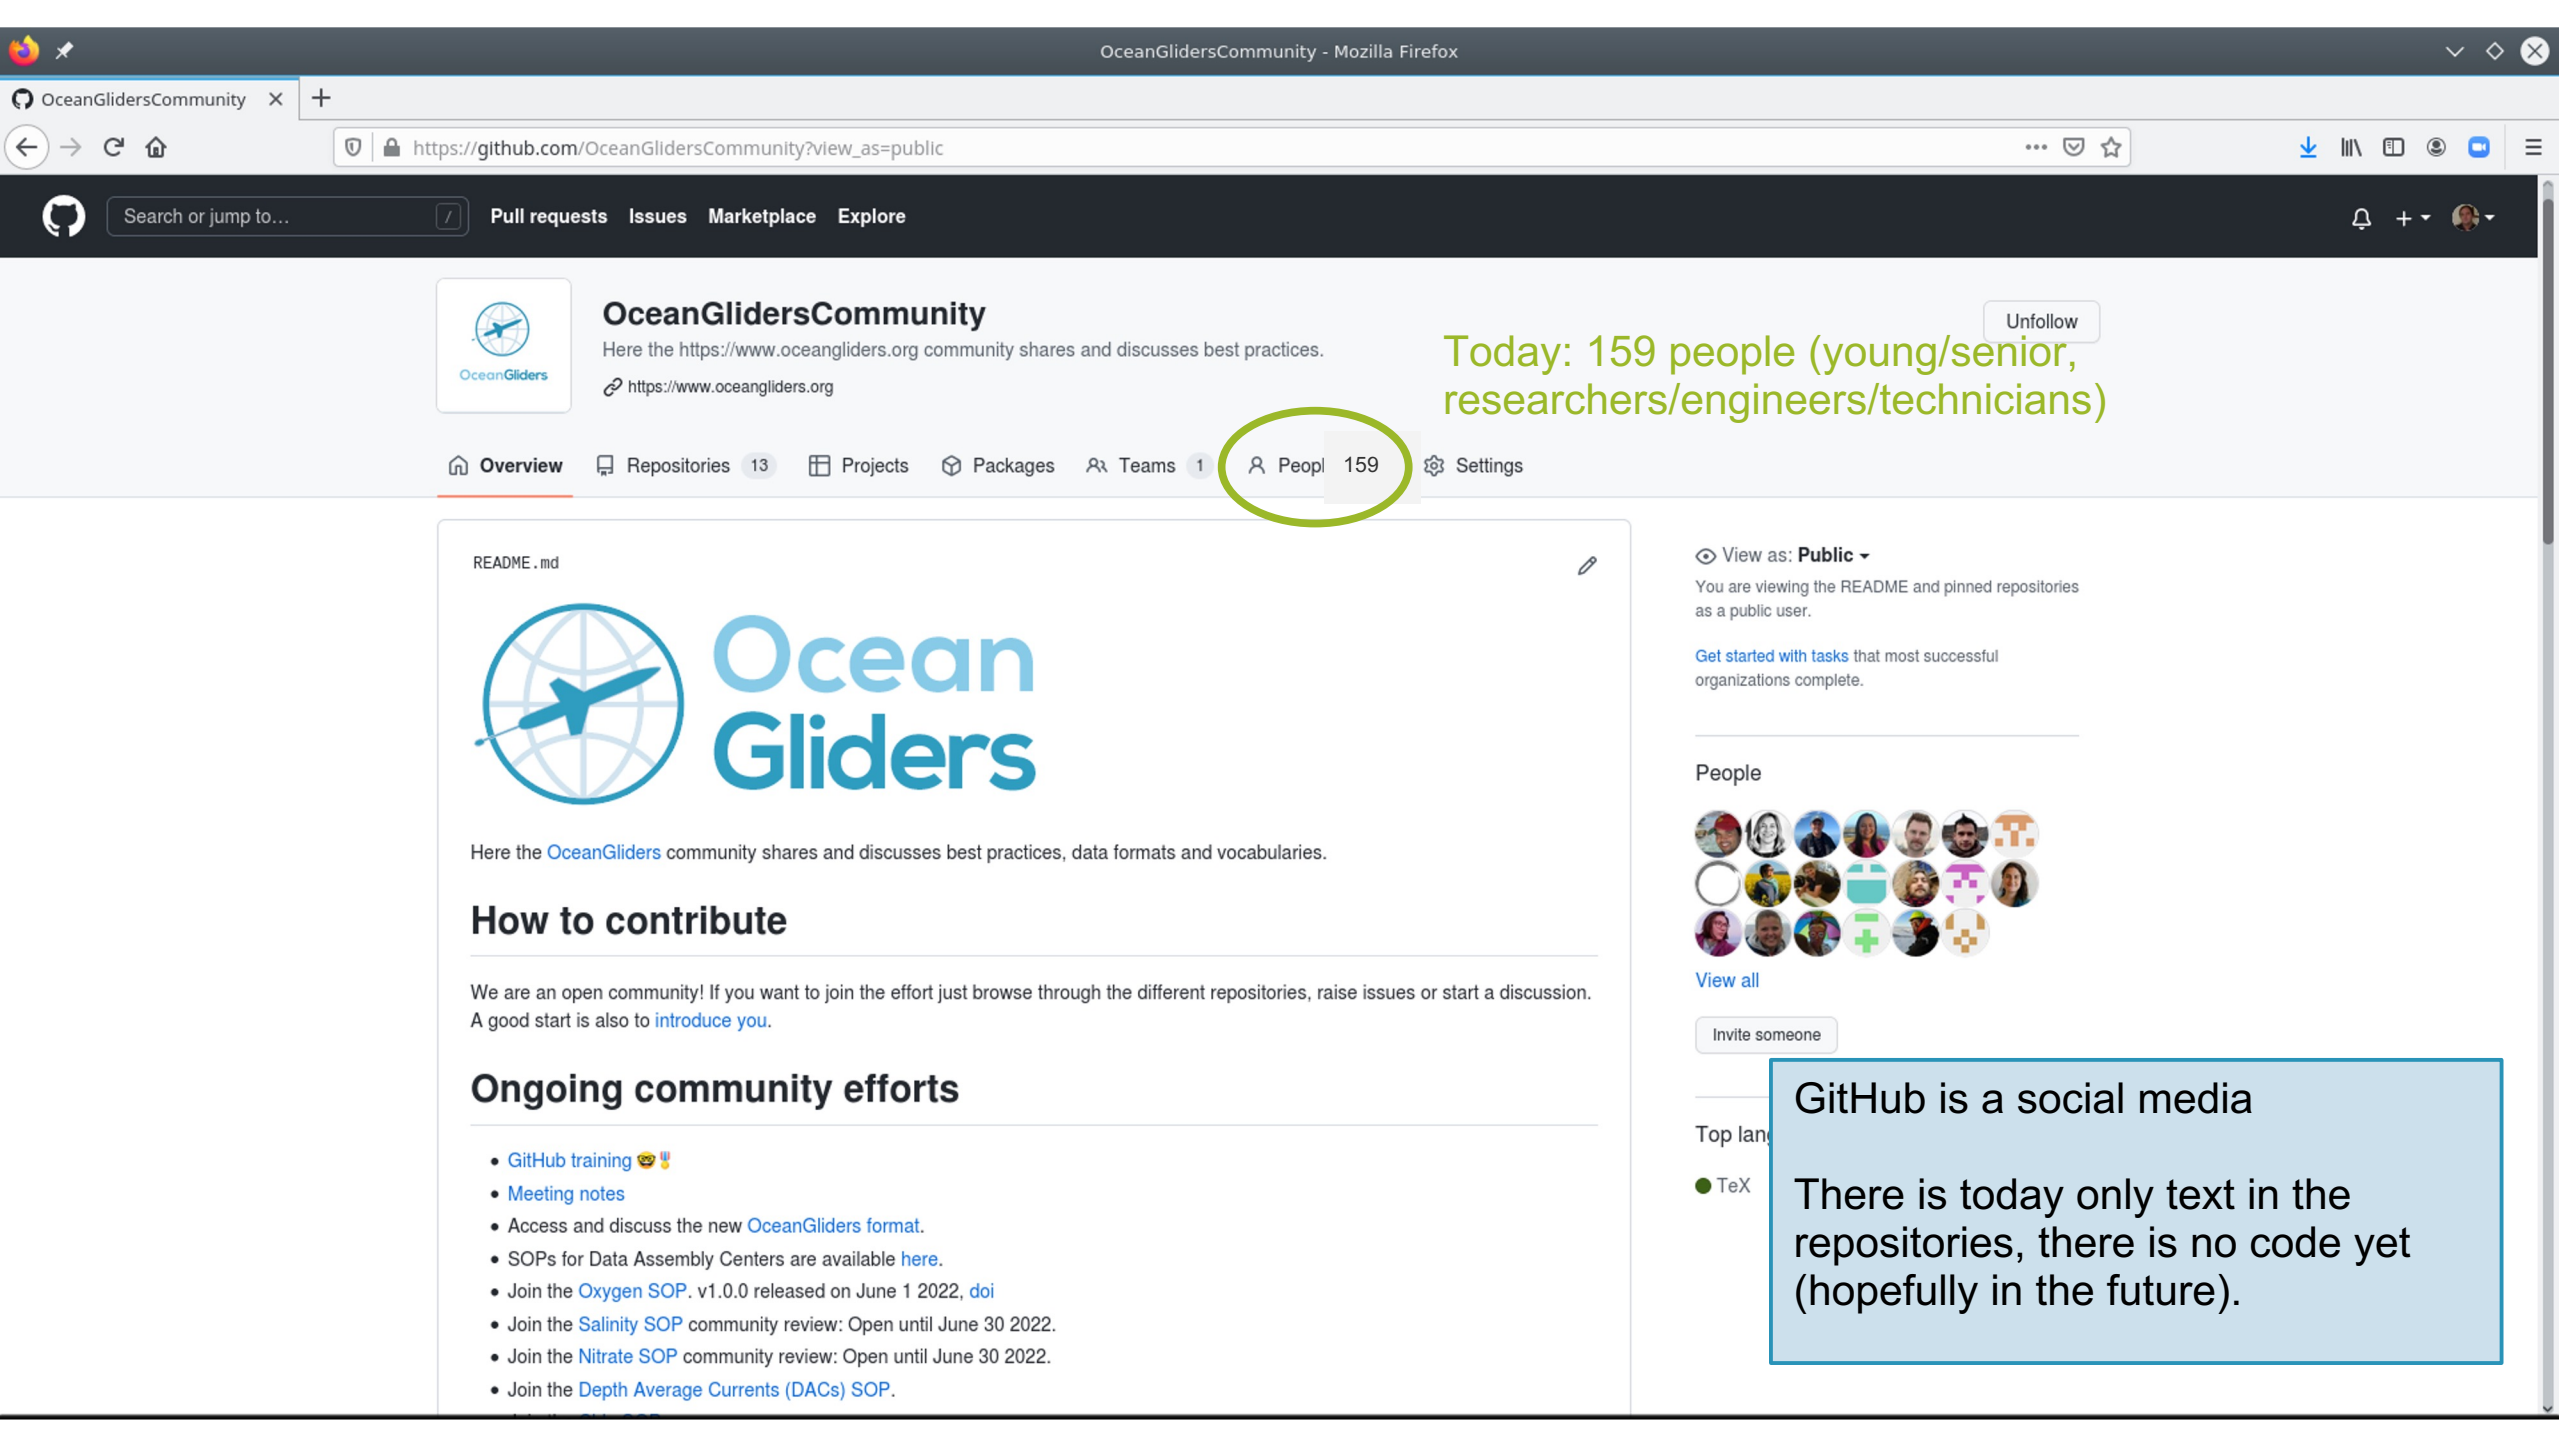 OceanGlidersCommunity - Mozilla Firefox
OceanGlidersCommunity
https://github.com/OceanGlidersCommunity?view_as=public
Search or jump to...
/
Pull requests Issues Marketplace Explore
OceanGliders
OceanGlidersCommunity
Here the https://www.oceangliders.org community shares and discusses best practices.
https://www.oceangliders.org
Unfollow
Today: 159 people (young/senior,
researchers/engineers/technicians)
Overview Repositories 13 Projects Packages Teams 1 Peopl 159 Settings
README.md
Ocean
Gliders
Here the OceanGliders community shares and discusses best practices, data formats and vocabularies.
How to contribute
We are an open community! If you want to join the effort just browse through the different repositories, raise issues or start a discussion.
A good start is also to introduce you.
Ongoing community efforts
• GitHub training 🤓🎖
• Meeting notes
• Access and discuss the new OceanGliders format.
• SOPs for Data Assembly Centers are available here.
• Join the Oxygen SOP. v1.0.0 released on June 1 2022, doi
• Join the Salinity SOP community review: Open until June 30 2022.
• Join the Nitrate SOP community review: Open until June 30 2022.
• Join the Depth Average Currents (DACs) SOP.
View as: Public
You are viewing the README and pinned repositories
as a public user.
Get started with tasks that most successful
organizations complete.
People
View all
Invite someone
Top lan
TeX
GitHub is a social media
There is today only text in the
repositories, there is no code yet
(hopefully in the future).